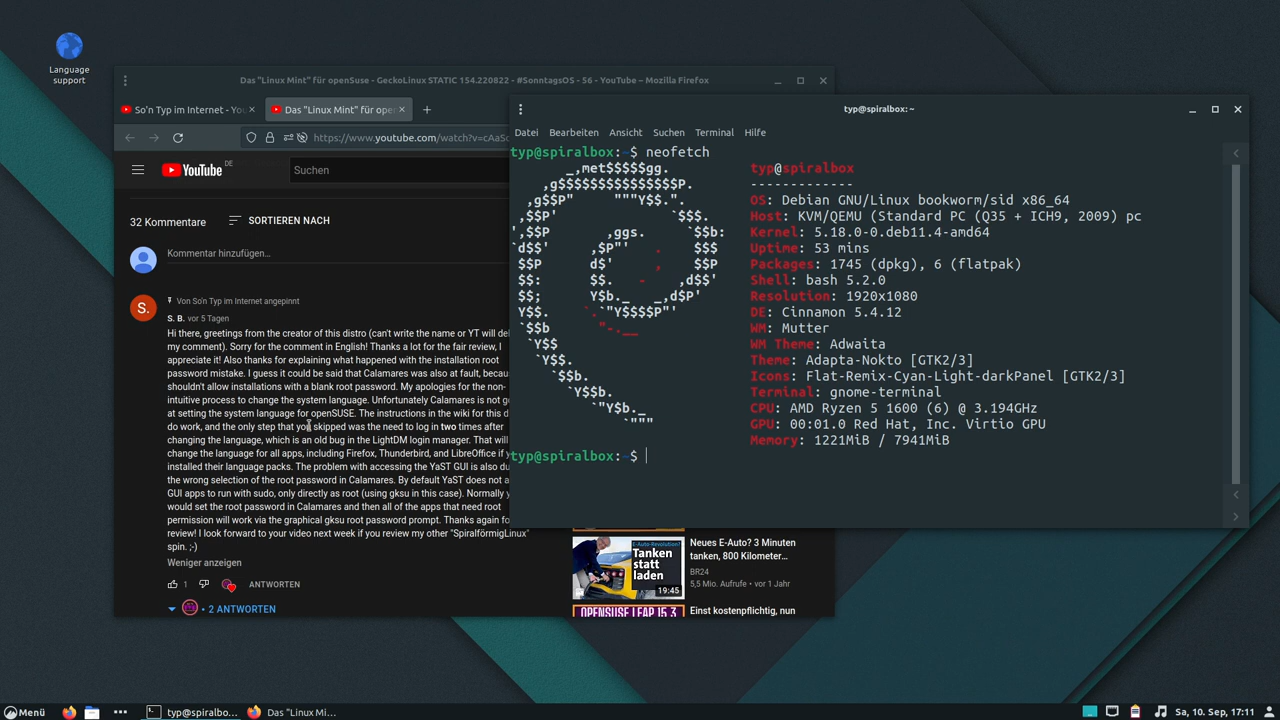 Language
support
Das "Linux Mint" für openSuse - GeckoLinux STATIC 154.220822 - #SonntagsOS - 56 - YouTube – Mozilla Firefox
So'n Typ im Internet - You
Das "Linux Mint" für open
https://www.youtube.com/watch?v=cAaSo
YouTube DE
Suchen
32 Kommentare
SORTIEREN NACH
Kommentar hinzufügen...
S.
Von So'n Typ im Internet angepinnt
S. B. vor 5 Tagen
Hi there, greetings from the creator of this distro (can't write the name or YT will del
my comment). Sorry for the comment in English! Thanks a lot for the fair review, I
appreciate it! Also thanks for explaining what happened with the installation root
password mistake. I guess it could be said that Calamares was also at fault, becau
shouldn't allow installations with a blank root password. My apologies for the non-
intuitive process to change the system language. Unfortunately Calamares is not g
at setting the system language for openSUSE. The instructions in the wiki for this d
do work, and the only step that you skipped was the need to log in two times after
changing the language, which is an old bug in the LightDM login manager. That will
change the language for all apps, including Firefox, Thunderbird, and LibreOffice if y
installed their language packs. The problem with accessing the YaST GUI is also du
the wrong selection of the root password in Calamares. By default YaST does not a
GUI apps to run with sudo, only directly as root (using gksu in this case). Normally y
would set the root password in Calamares and then all of the apps that need root
permission will work via the graphical gksu root password prompt. Thanks again fo
review! I look forward to your video next week if you review my other "SpiralförmigLinux"
spin. ;-)
Weniger anzeigen
1
ANTWORTEN
2 ANTWORTEN
E-Auto-Revolution?
Tanken
statt
laden
19:45
Neues E-Auto? 3 Minuten
tanken, 800 Kilometer...
BR24
5,5 Mio. Aufrufe • vor 1 Jahr
OPENSUSE LEAP 15.3
Einst kostenpflichtig, nun
typ@spiralbox: ~
Datei Bearbeiten Ansicht Suchen Terminal Hilfe
typ@spiralbox:~$ neofetch
_,met$$$$$gg.
,g$$$$$$$$$$$$$$$P.
,g$$P" """Y$$.".
,$$P' `$$$.
',$$P ,ggs. `$$b:
`d$$' ,$P"' . $$$
$$P d$' , $$P
$$: $$. - ,d$$'
$$; Y$b._ _,d$P'
Y$$. `.`"Y$$$$P"'
`$$b "-.__
`Y$$
`Y$$.
`$$b.
`Y$$b.
`"Y$b._
`"""
typ@spiralbox
-------------
OS: Debian GNU/Linux bookworm/sid x86_64
Host: KVM/QEMU (Standard PC (Q35 + ICH9, 2009) pc
Kernel: 5.18.0-0.deb11.4-amd64
Uptime: 53 mins
Packages: 1745 (dpkg), 6 (flatpak)
Shell: bash 5.2.0
Resolution: 1920x1080
DE: Cinnamon 5.4.12
WM: Mutter
WM Theme: Adwaita
Theme: Adapta-Nokto [GTK2/3]
Icons: Flat-Remix-Cyan-Light-darkPanel [GTK2/3]
Terminal: gnome-terminal
CPU: AMD Ryzen 5 1600 (6) @ 3.194GHz
GPU: 00:01.0 Red Hat, Inc. Virtio GPU
Memory: 1221MiB / 7941MiB
typ@spiralbox:~$
Menü
typ@spiralbo...
Das "Linux Mi...
Sa, 10. Sep, 17:11